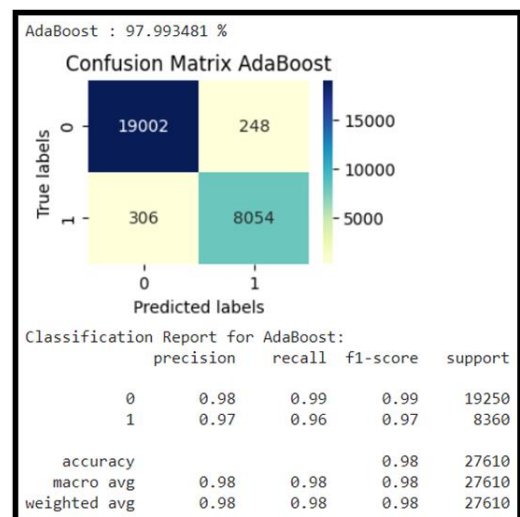 AdaBoost : 97.993481 %
Confusion Matrix AdaBoost
True labels
0
19002 248
15000
10000
1
306 8054
5000
0 1
Predicted labels
Classification Report for AdaBoost:
precision recall f1-score support
0 0.98 0.99 0.99 19250
1 0.97 0.96 0.97 8360
accuracy 0.98 27610
macro avg 0.98 0.98 0.98 27610
weighted avg 0.98 0.98 0.98 27610